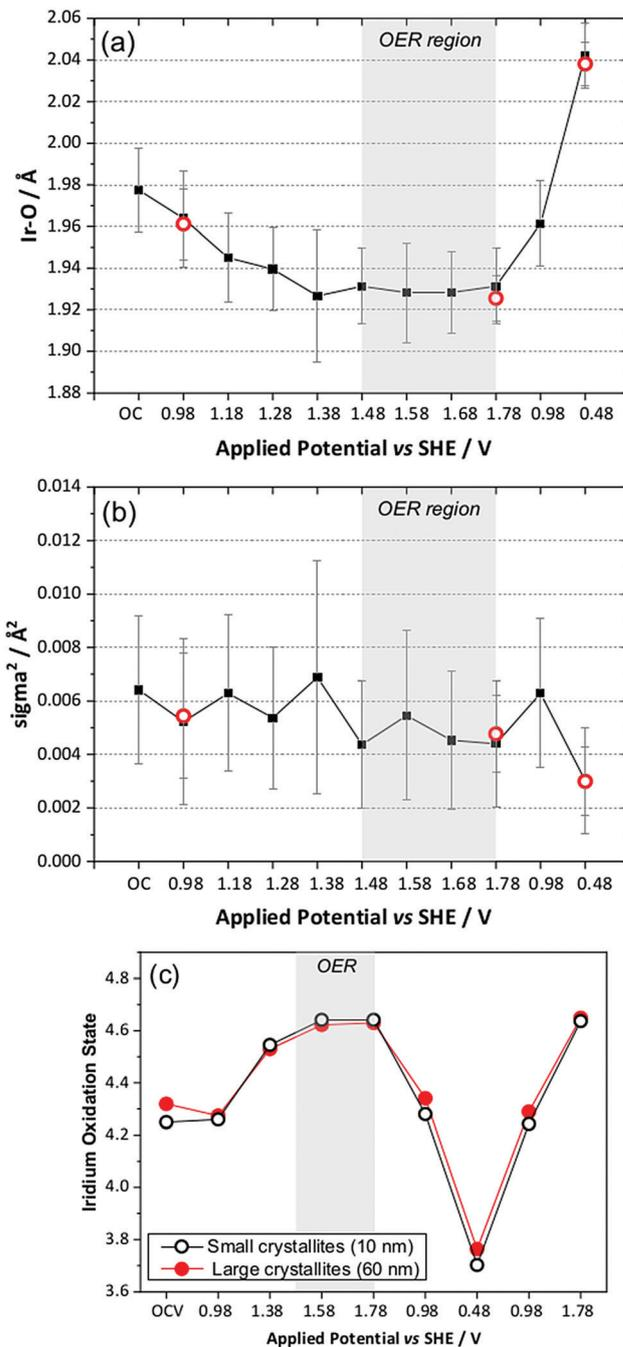 (a)
OER region
2.06
2.04
2.02
2.00
1.98
1.96
1.94
1.92
1.90
1.88
Ir-O / Å
OC 0.98 1.18 1.28 1.38 1.48 1.58 1.68 1.78 0.98 0.48
Applied Potential vs SHE / V
(b)
OER region
0.014
0.012
0.010
0.008
0.006
0.004
0.002
0.000
sigma² / Å²
OC 0.98 1.18 1.28 1.38 1.48 1.58 1.68 1.78 0.98 0.48
Applied Potential vs SHE / V
(c)
OER
4.8
4.6
4.4
4.2
4.0
3.8
3.6
Iridium Oxidation State
Small crystallites (10 nm)
Large crystallites (60 nm)
OCV 0.98 1.38 1.58 1.78 0.98 0.48 0.98 1.78
Applied Potential vs SHE / V